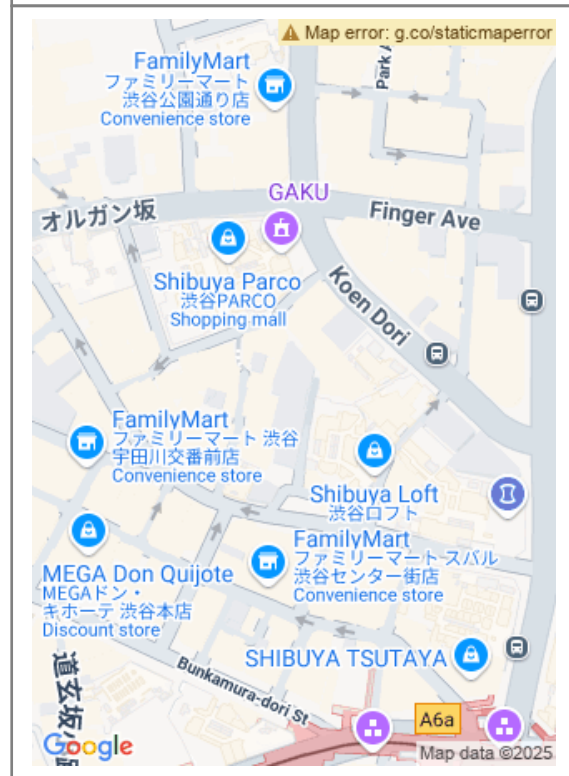 Map error: g.co/staticmaperror
FamilyMart
ファミリーマート
渋谷公園通り店
Convenience store
Park A
GAKU
オルガン坂
Finger Ave
Shibuya Parco
渋谷PARCO
Shopping mall
Koen Dori
FamilyMart
ファミリーマート 渋谷
宇田川交番前店
Convenience store
Shibuya Loft
渋谷ロフト
FamilyMart
ファミリーマート スバル
渋谷センター街店
Convenience store
MEGA Don Quijote
MEGAドン・
キホーテ 渋谷本店
Discount store
SHIBUYA TSUTAYA
道玄坂小路
Bunkamura-dori St
A6a
Google
Map data ©2025